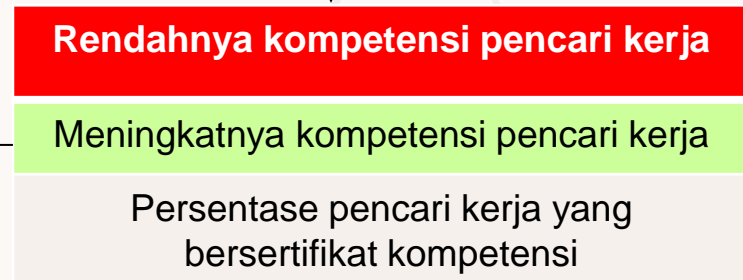 Rendahnya kompetensi pencari kerja
Meningkatnya kompetensi pencari kerja
Persentase pencari kerja yang
bersertifikat kompetensi